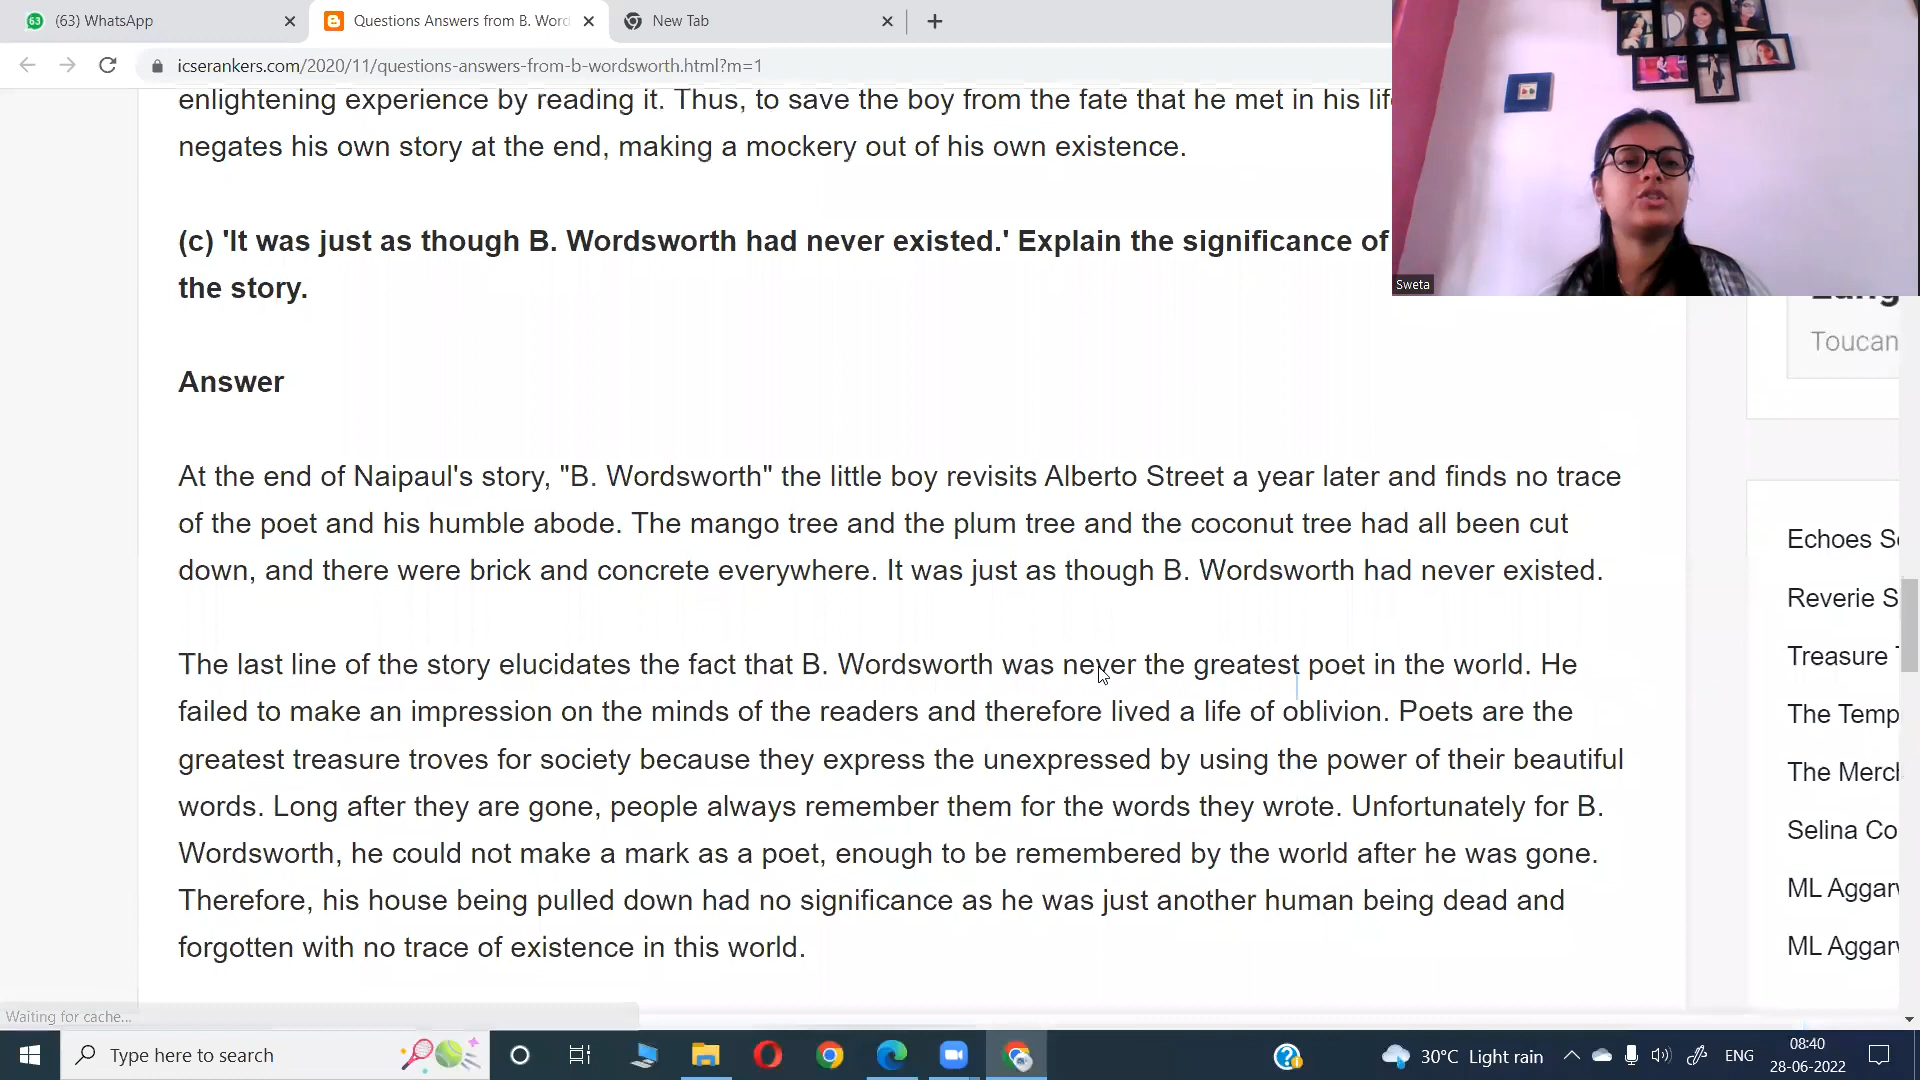 63
(63) WhatsApp
Questions Answers from B. Word
New Tab
icserankers.com/2020/11/questions-answers-from-b-wordsworth.html?m=1
enlightening experience by reading it. Thus, to save the boy from the fate that he met in his
negates his own story at the end, making a mockery out of his own existence.
(c) 'It was just as though B. Wordsworth had never existed.' Explain the significance of
the story.
Sweta
Toucan
Answer
At the end of Naipaul's story, "B. Wordsworth" the little boy revisits Alberto Street a year later and finds no trace
of the poet and his humble abode. The mango tree and the plum tree and the coconut tree had all been cut
down, and there were brick and concrete everywhere. It was just as though B. Wordsworth had never existed.
Echoes
Reverie S
The last line of the story elucidates the fact that B. Wordsworth was never the greatest poet in the world. He
failed to make an impression on the minds of the readers and therefore lived a life of oblivion. Poets are the
greatest treasure troves for society because they express the unexpressed by using the power of their beautiful
words. Long after they are gone, people always remember them for the words they wrote. Unfortunately for B.
Wordsworth, he could not make a mark as a poet, enough to be remembered by the world after he was gone.
Therefore, his house being pulled down had no significance as he was just another human being dead and
forgotten with no trace of existence in this world.
Treasure
The Temp
The Merc
Selina Co
ML Aggar
ML Aggar
Waiting for cache...
Type here to search
30°C Light rain
ENG
08:40
28-06-2022